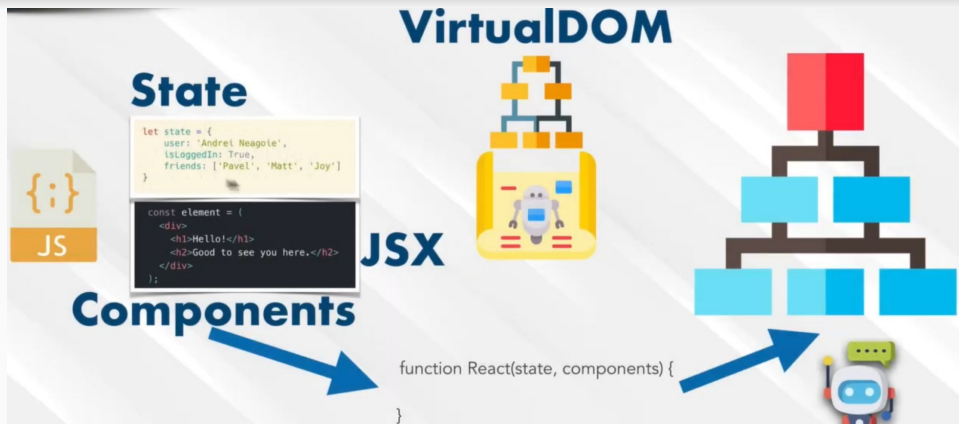 VirtualDOM
State
let state = {
user: 'Andrei Neagoie',
isLoggedIn: True,
friends: ['Pavel', 'Matt', 'Joy']
}
{;}
JS
const element = (
<div>
<h1>Hello!</h1>
<h2>Good to see you here.</h2>
</div>
);
JSX
Components
function React(state, components) {
}